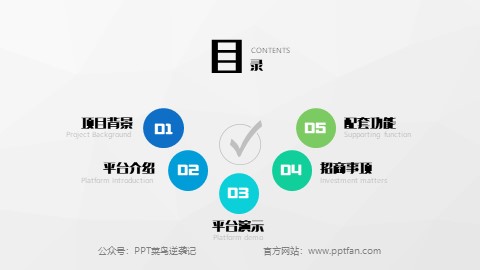 目录
CONTENTS
01
项目背景
Project Background
02
平台介绍
Platform Introduction
03
平台演示
Platform demo
04
招商事项
Investment matters
05
配套功能
Supporting function
公众号：PPT菜鸟逆袭记
官方网站：www.pptfan.com